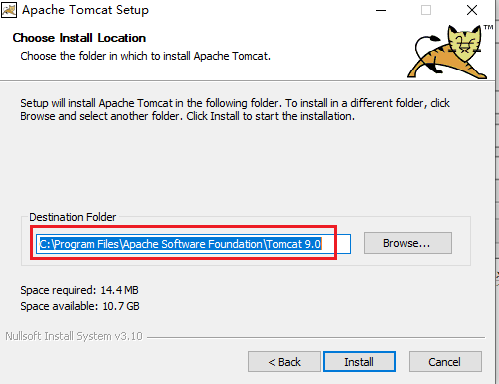 Apache Tomcat Setup
Choose Install Location
Choose the folder in which to install Apache Tomcat.
TM
Setup will install Apache Tomcat in the following folder. To install in a different folder, click
Browse and select another folder. Click Install to start the installation.
Destination Folder
C:\Program Files\Apache Software Foundation\Tomcat 9.0
Browse...
Space required: 14.4 MB
Space available: 10.7 GB
Nullsoft Install System v3.10
< Back
Install
Cancel